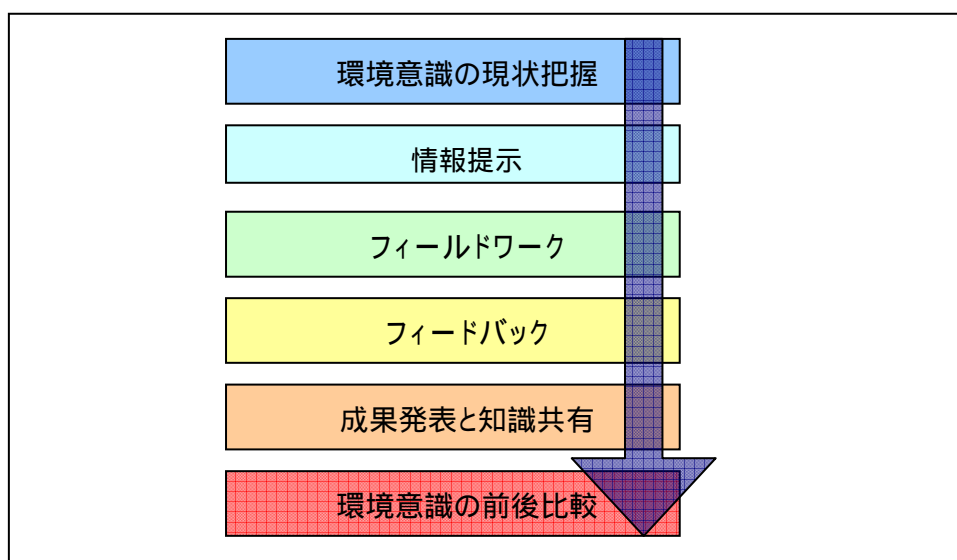 環境意識の現状把握
情報提示
フィールドワーク
フィードバック
成果発表と知識共有
環境意識の前後比較